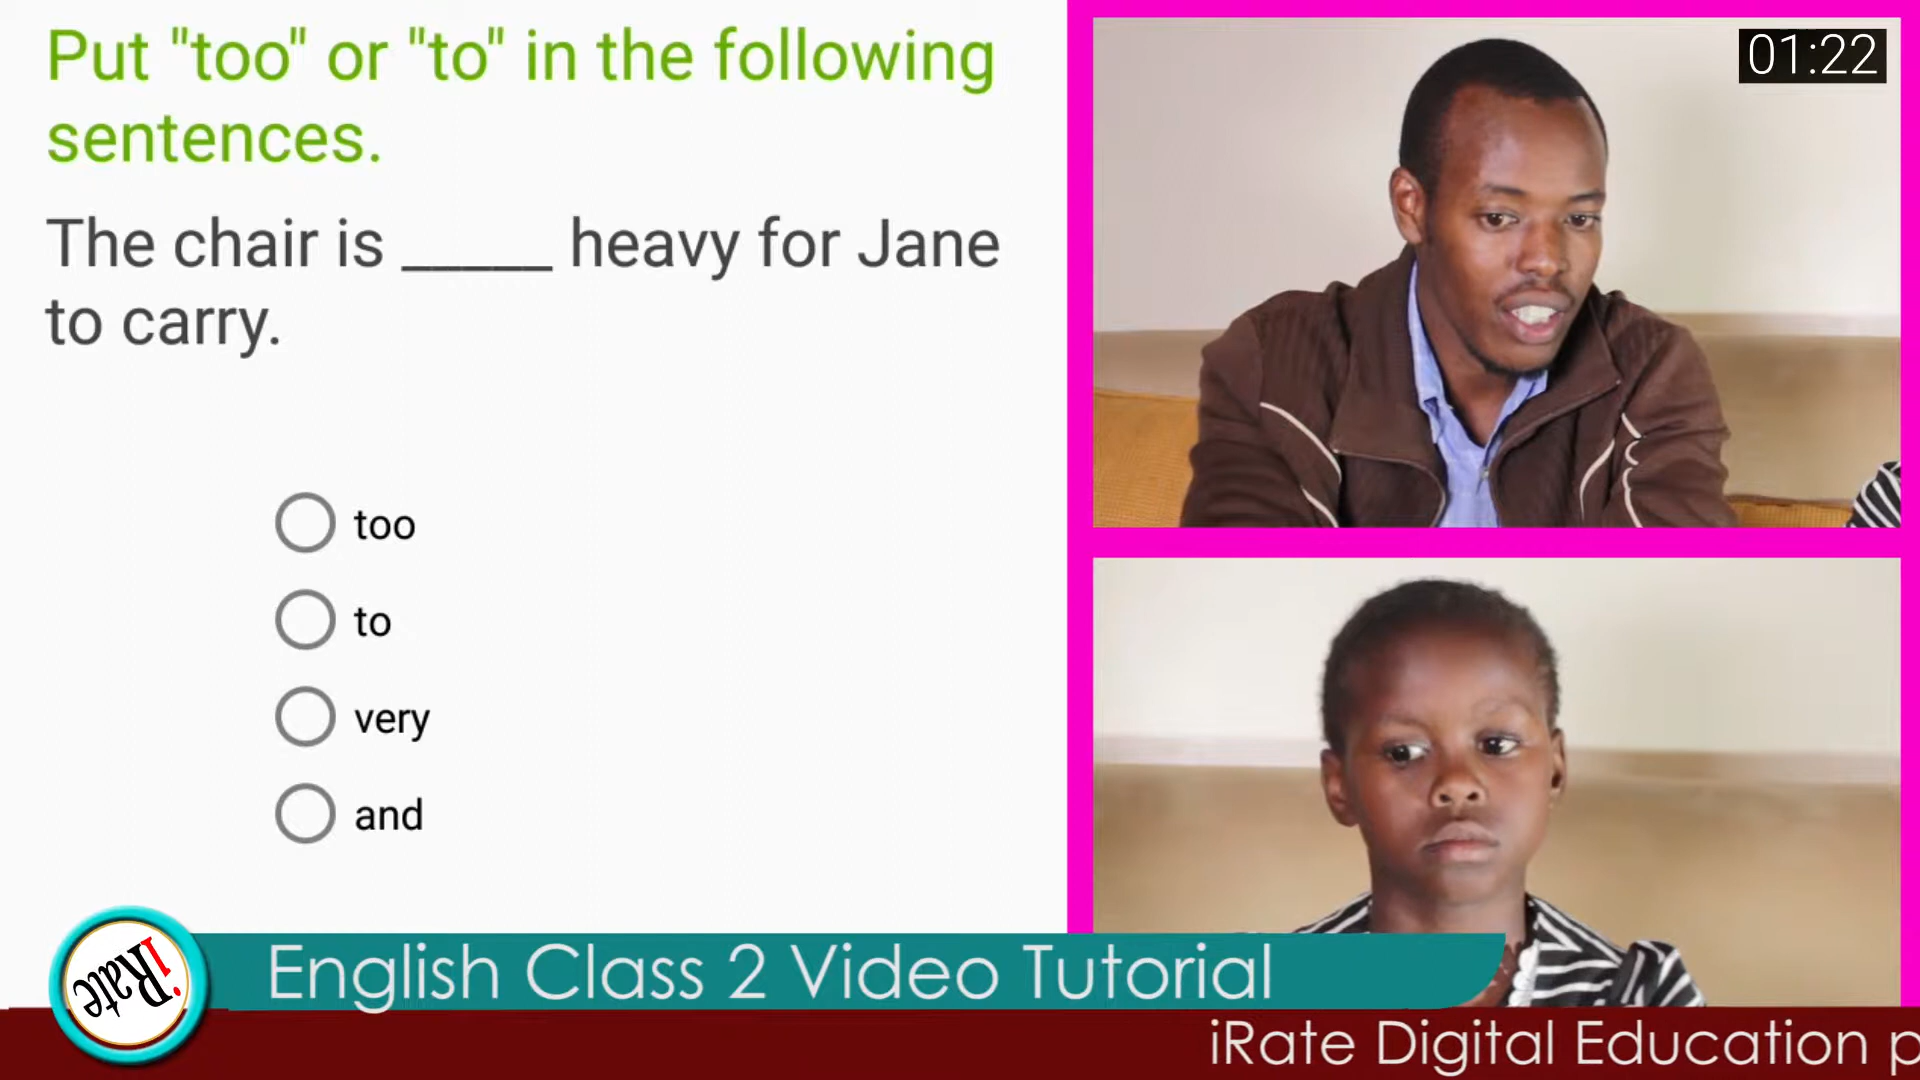 Put "too" or "to" in the following
sentences.
The chair is _____ heavy for Jane
to carry.
too
to
very
and
01:22
iRate
English Class 2 Video Tutorial
iRate Digital Education p